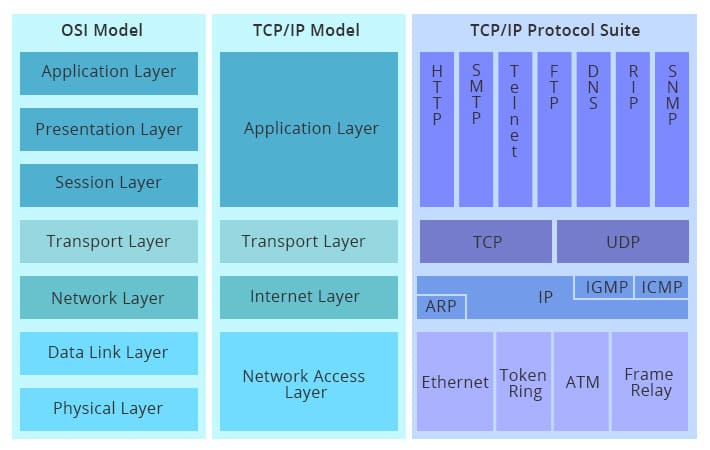 OSI Model
Application Layer
Presentation Layer
Session Layer
Transport Layer
Network Layer
Data Link Layer
Physical Layer
TCP/IP Model
Application Layer
Transport Layer
Internet Layer
Network Access
Layer
TCP/IP Protocol Suite
HTTP
SMTP
Telnet
FTP
DNS
RIP
SNMP
TCP
UDP
ARP
IP
IGMP
ICMP
Ethernet
Token
Ring
ATM
Frame
Relay